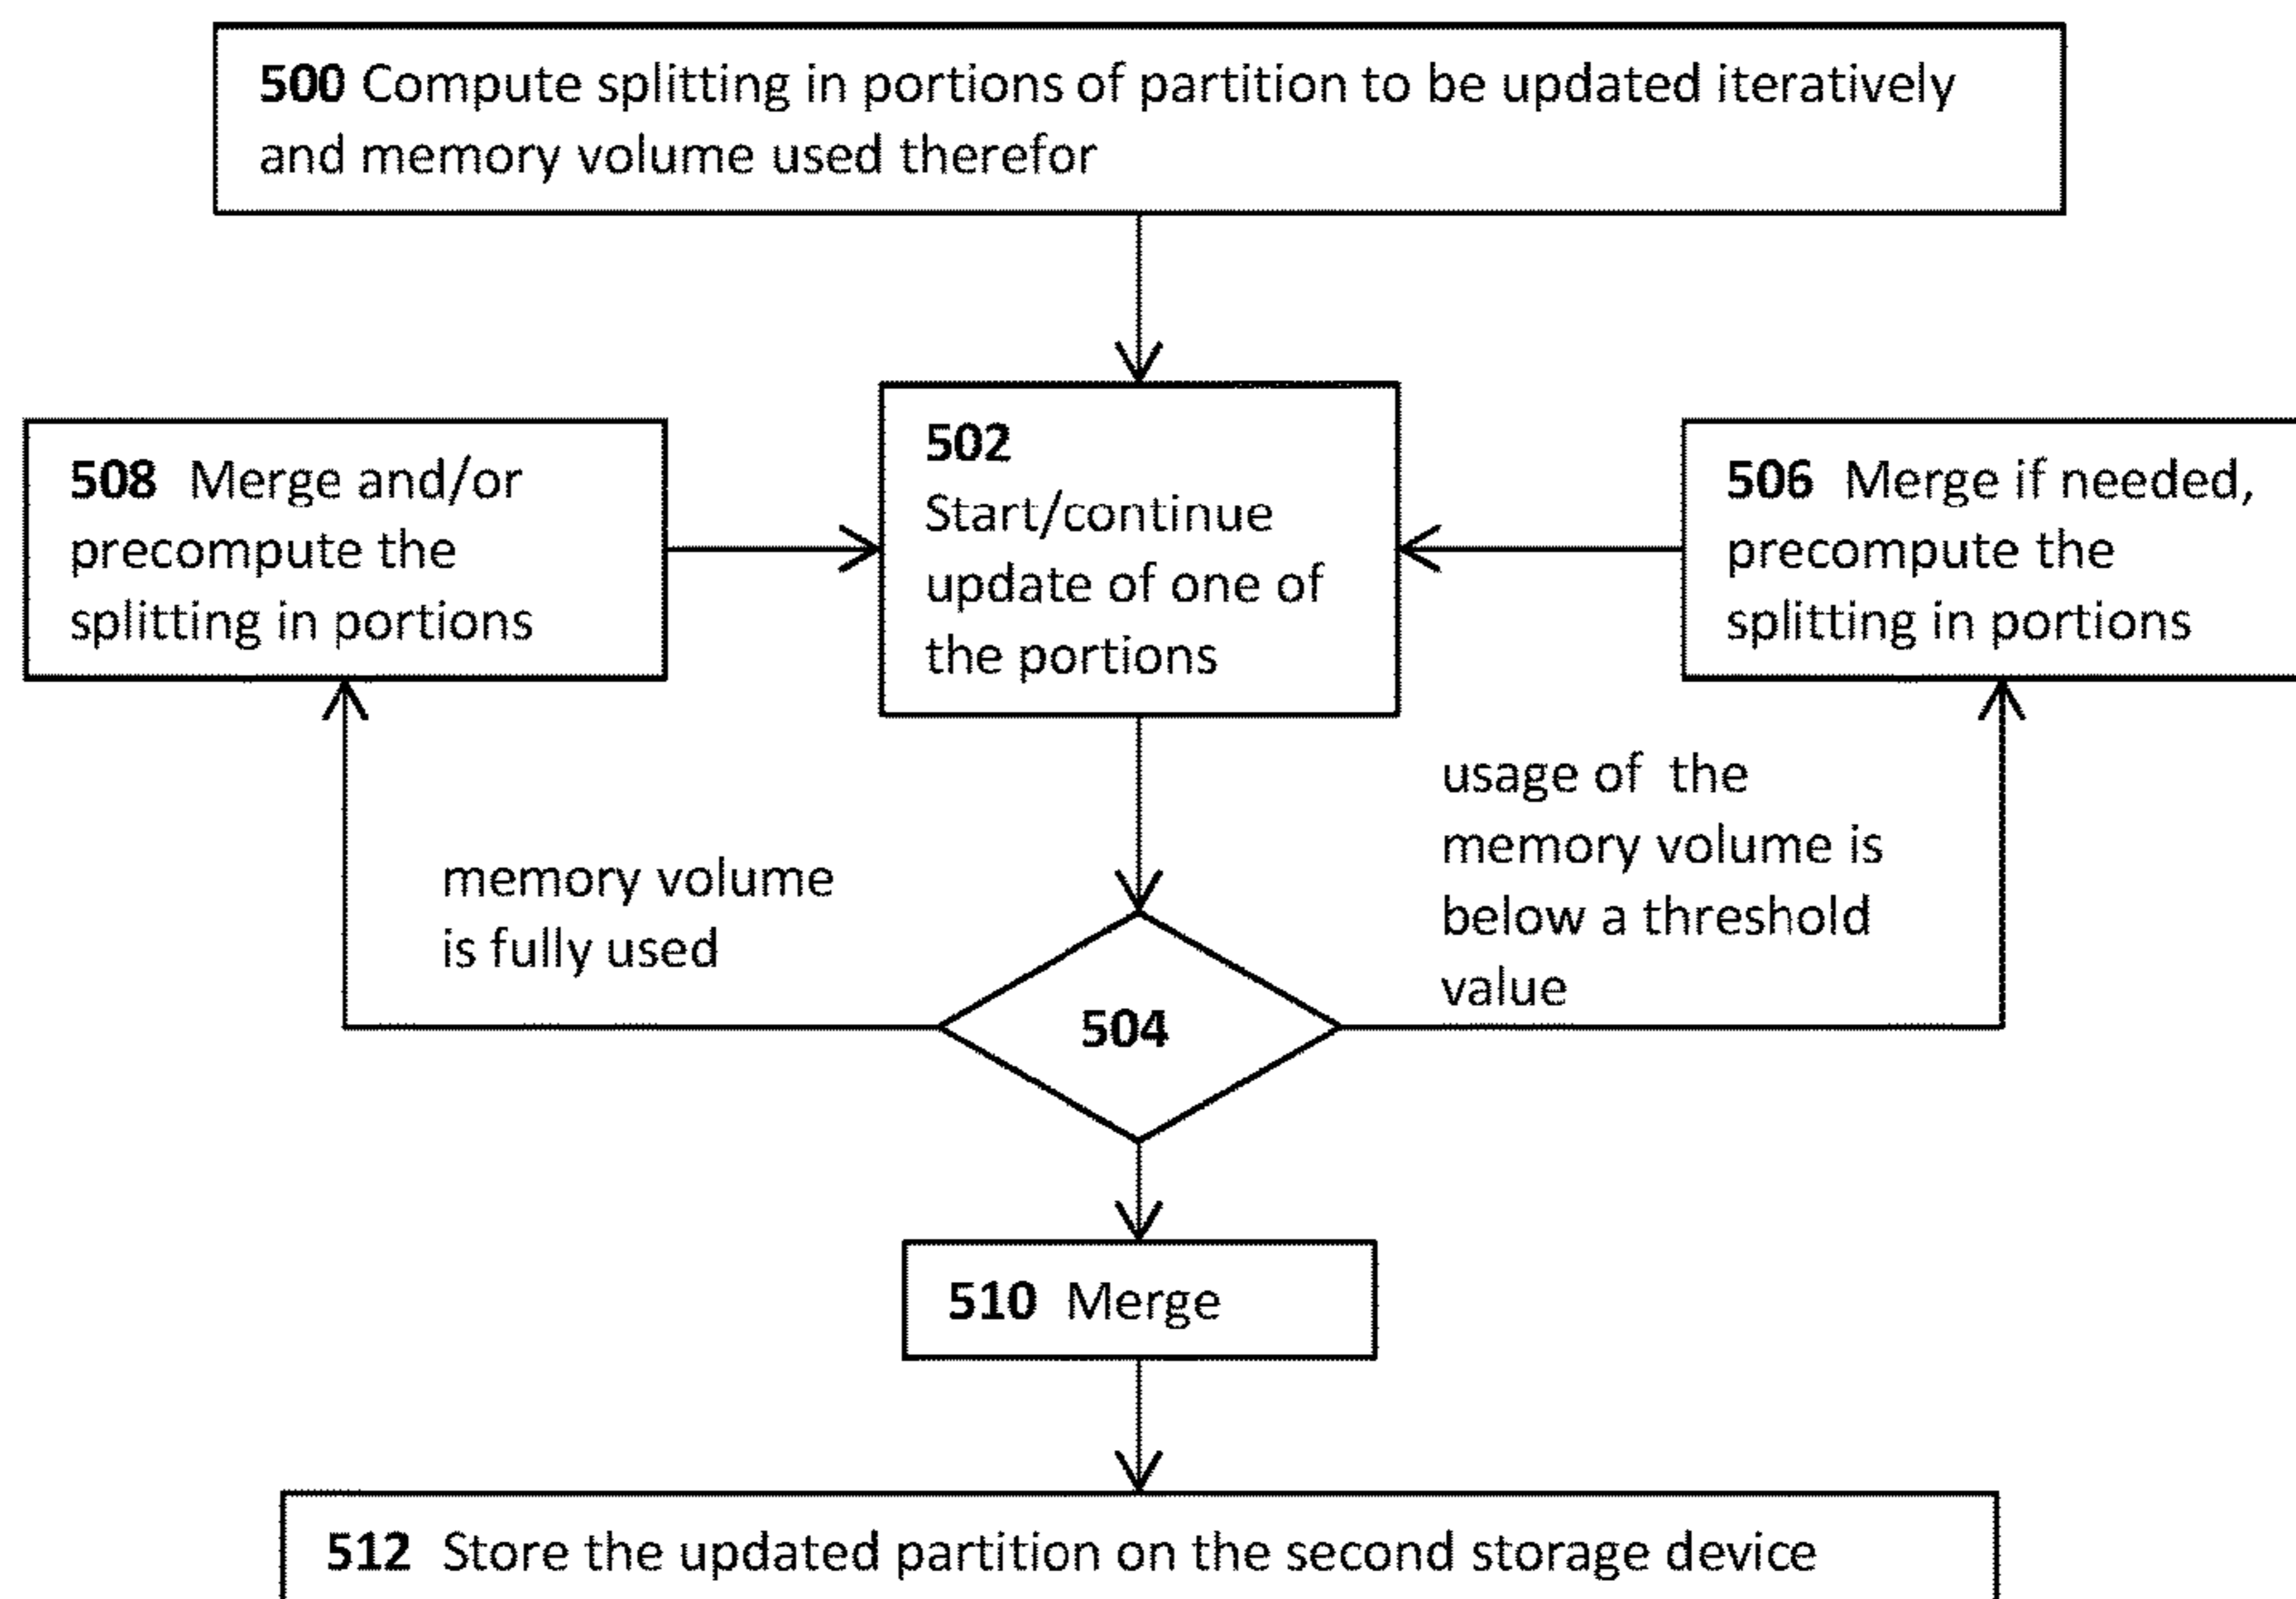 500 Compute splitting in portions of partition to be updated iteratively
and memory volume used therefor
508 Merge and/or
precompute the
splitting in portions
502
Start/continue
update of one of
the portions
506 Merge if needed,
precompute the
splitting in portions
memory volume
is fully used
usage of the
memory volume is
below a threshold
value
504
510 Merge
512 Store the updated partition on the second storage device